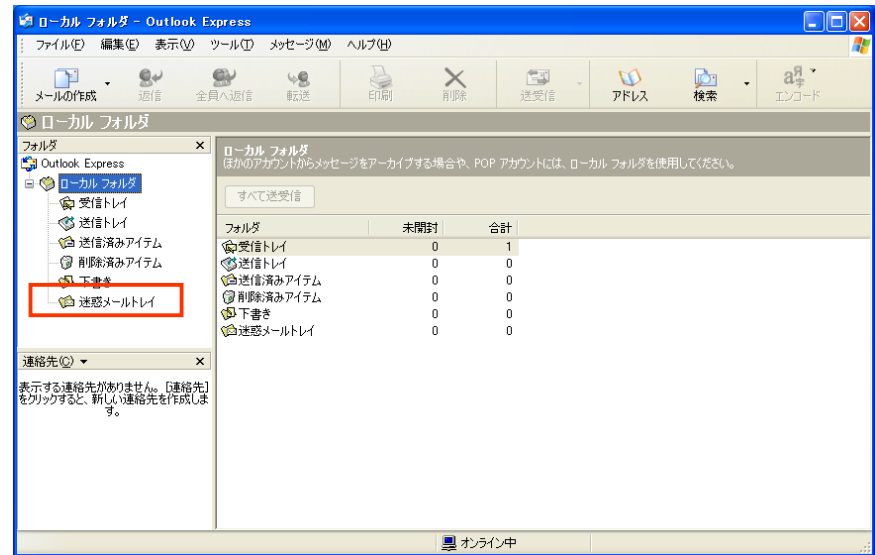 ローカル フォルダ - Outlook Express
ファイル(F) 編集(E) 表示(V) ツール(T) メッセージ(M) ヘルプ(H)
メールの作成 返信 全員へ返信 転送 印刷 削除 送受信 アドレス 検索 エンコード
ローカル フォルダ
フォルダ ×
Outlook Express
ローカル フォルダ
受信トレイ
送信トレイ
送信済みアイテム
削除済みアイテム
下書き
迷惑メールトレイ
連絡先(C) ×
表示する連絡先がありません。[連絡先]
をクリックすると、新しい連絡先を作成しま
す。
ローカル フォルダ
ほかのアカウントからメッセージをアーカイブする場合や、POP アカウントには、ローカル フォルダを使用してください。
すべて送受信
フォルダ 未開封 合計
受信トレイ 0 1
送信トレイ 0 0
送信済みアイテム 0 0
削除済みアイテム 0 0
下書き 0 0
迷惑メールトレイ 0 0
オンライン中